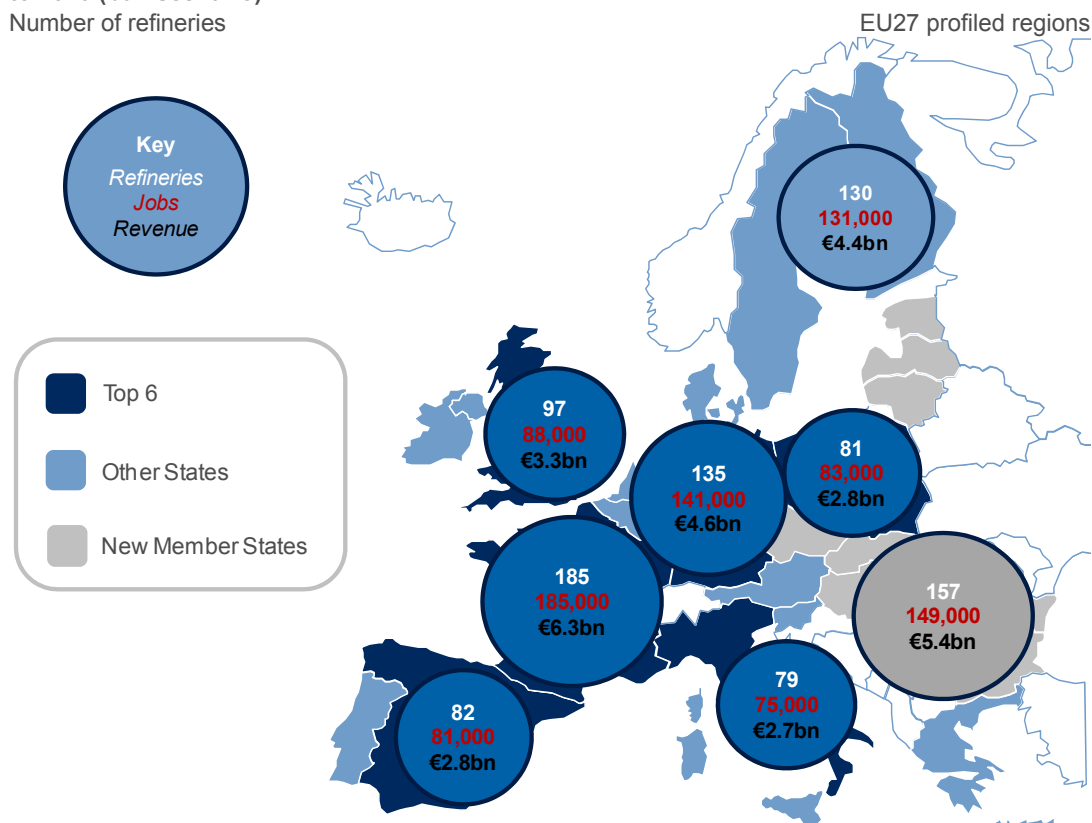 Number of refineries
EU27 profiled regions
Key
Refineries
Jobs
Revenue
130
131,000
€4.4bn
Top 6
Other States
New Member States
97
88,000
€3.3bn
135
141,000
€4.6bn
81
83,000
€2.8bn
185
185,000
€6.3bn
157
149,000
€5.4bn
82
81,000
€2.8bn
79
75,000
€2.7bn